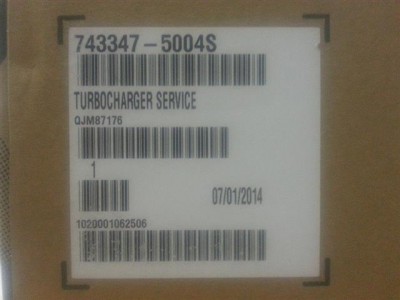 743347-5004S
TURBOCHARGER SERVICE
QJM87176
1
07/01/2014
1020001062506